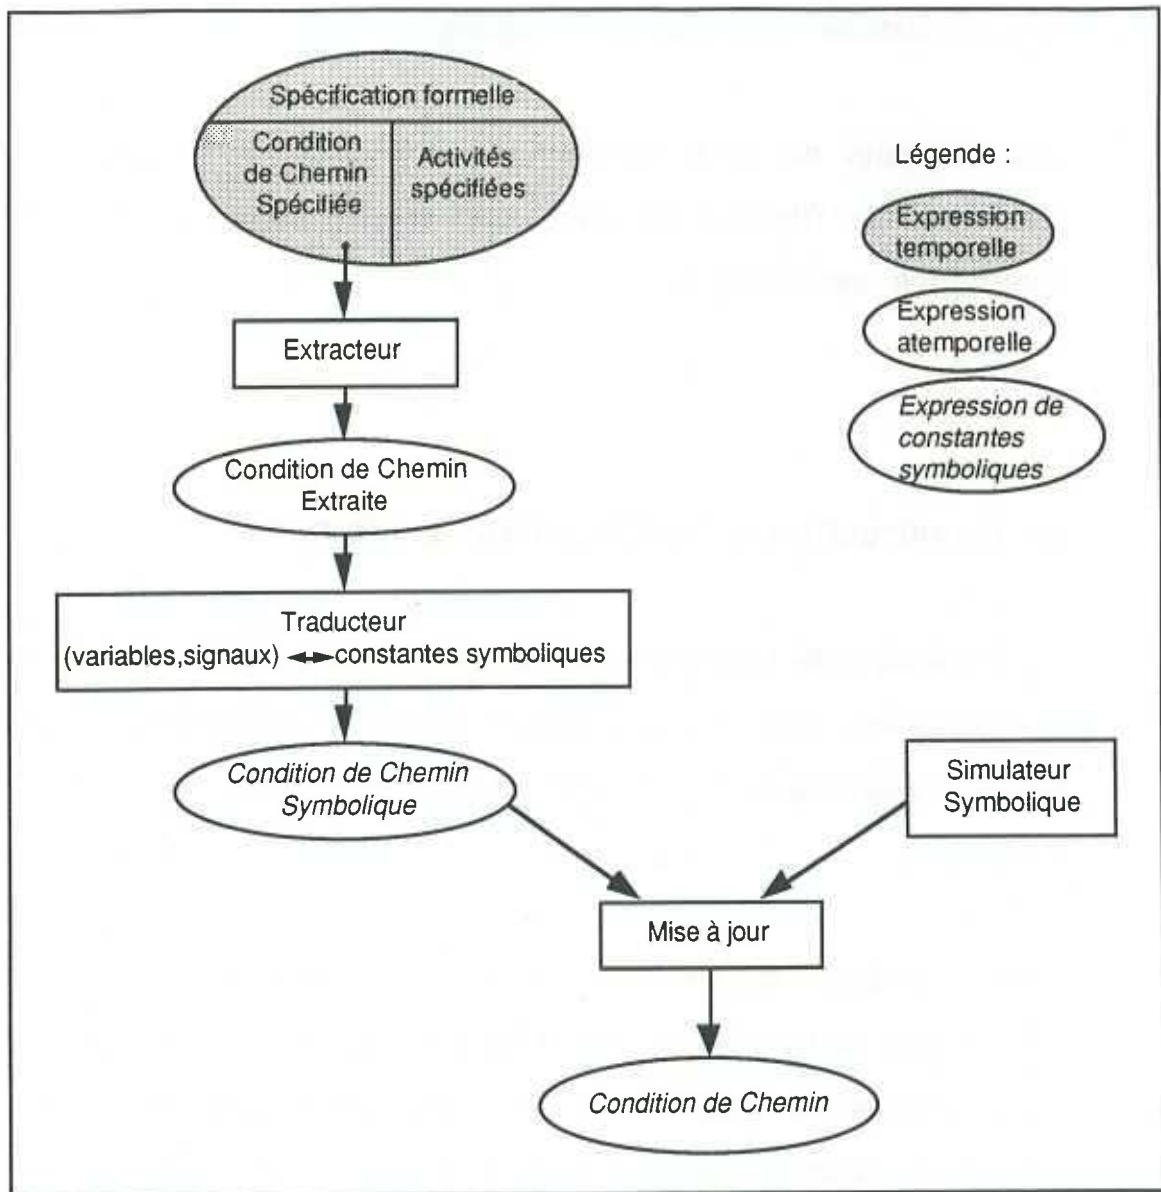 Spécification formelle
Condition
de Chemin
Spécifiée
Activités
spécifiées
Légende :
Expression
temporelle
Expression
atemporelle
Expression de
constantes
symboliques
Extracteur
Condition de Chemin
Extraite
Traducteur
(variables,signaux) constantes symboliques
Condition de Chemin
Symbolique
Simulateur
Symbolique
Mise à jour
Condition de Chemin